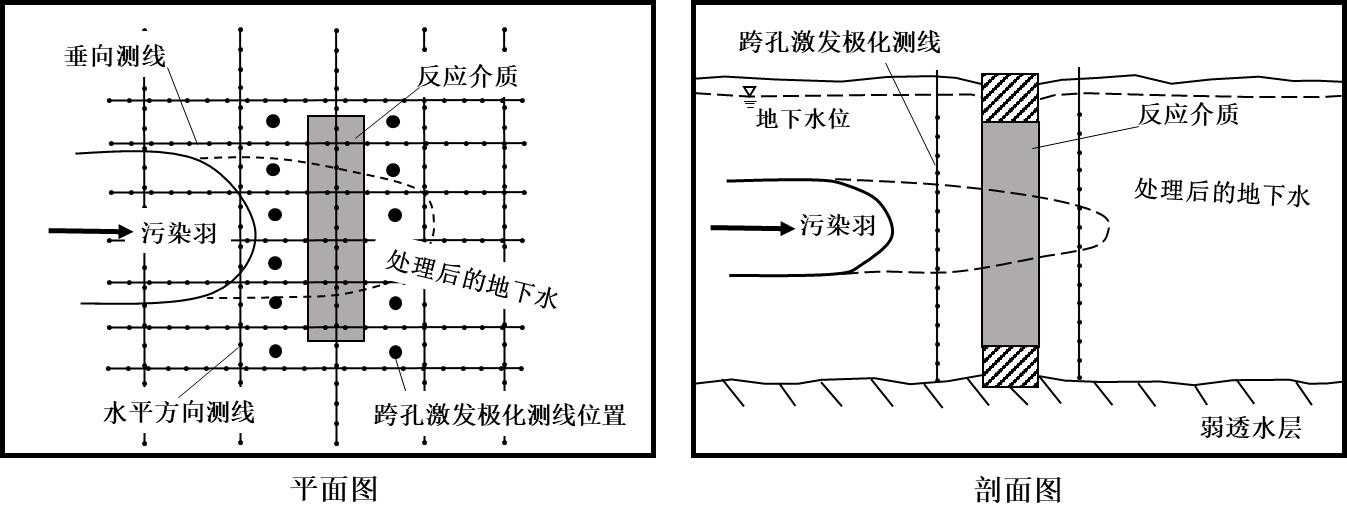 垂向测线
反应介质
污染羽
处理后的地下水
水平方向测线
跨孔激发极化测线位置
平面图
跨孔激发极化测线
地下水位
反应介质
处理后的地下水
污染羽
弱透水层
剖面图